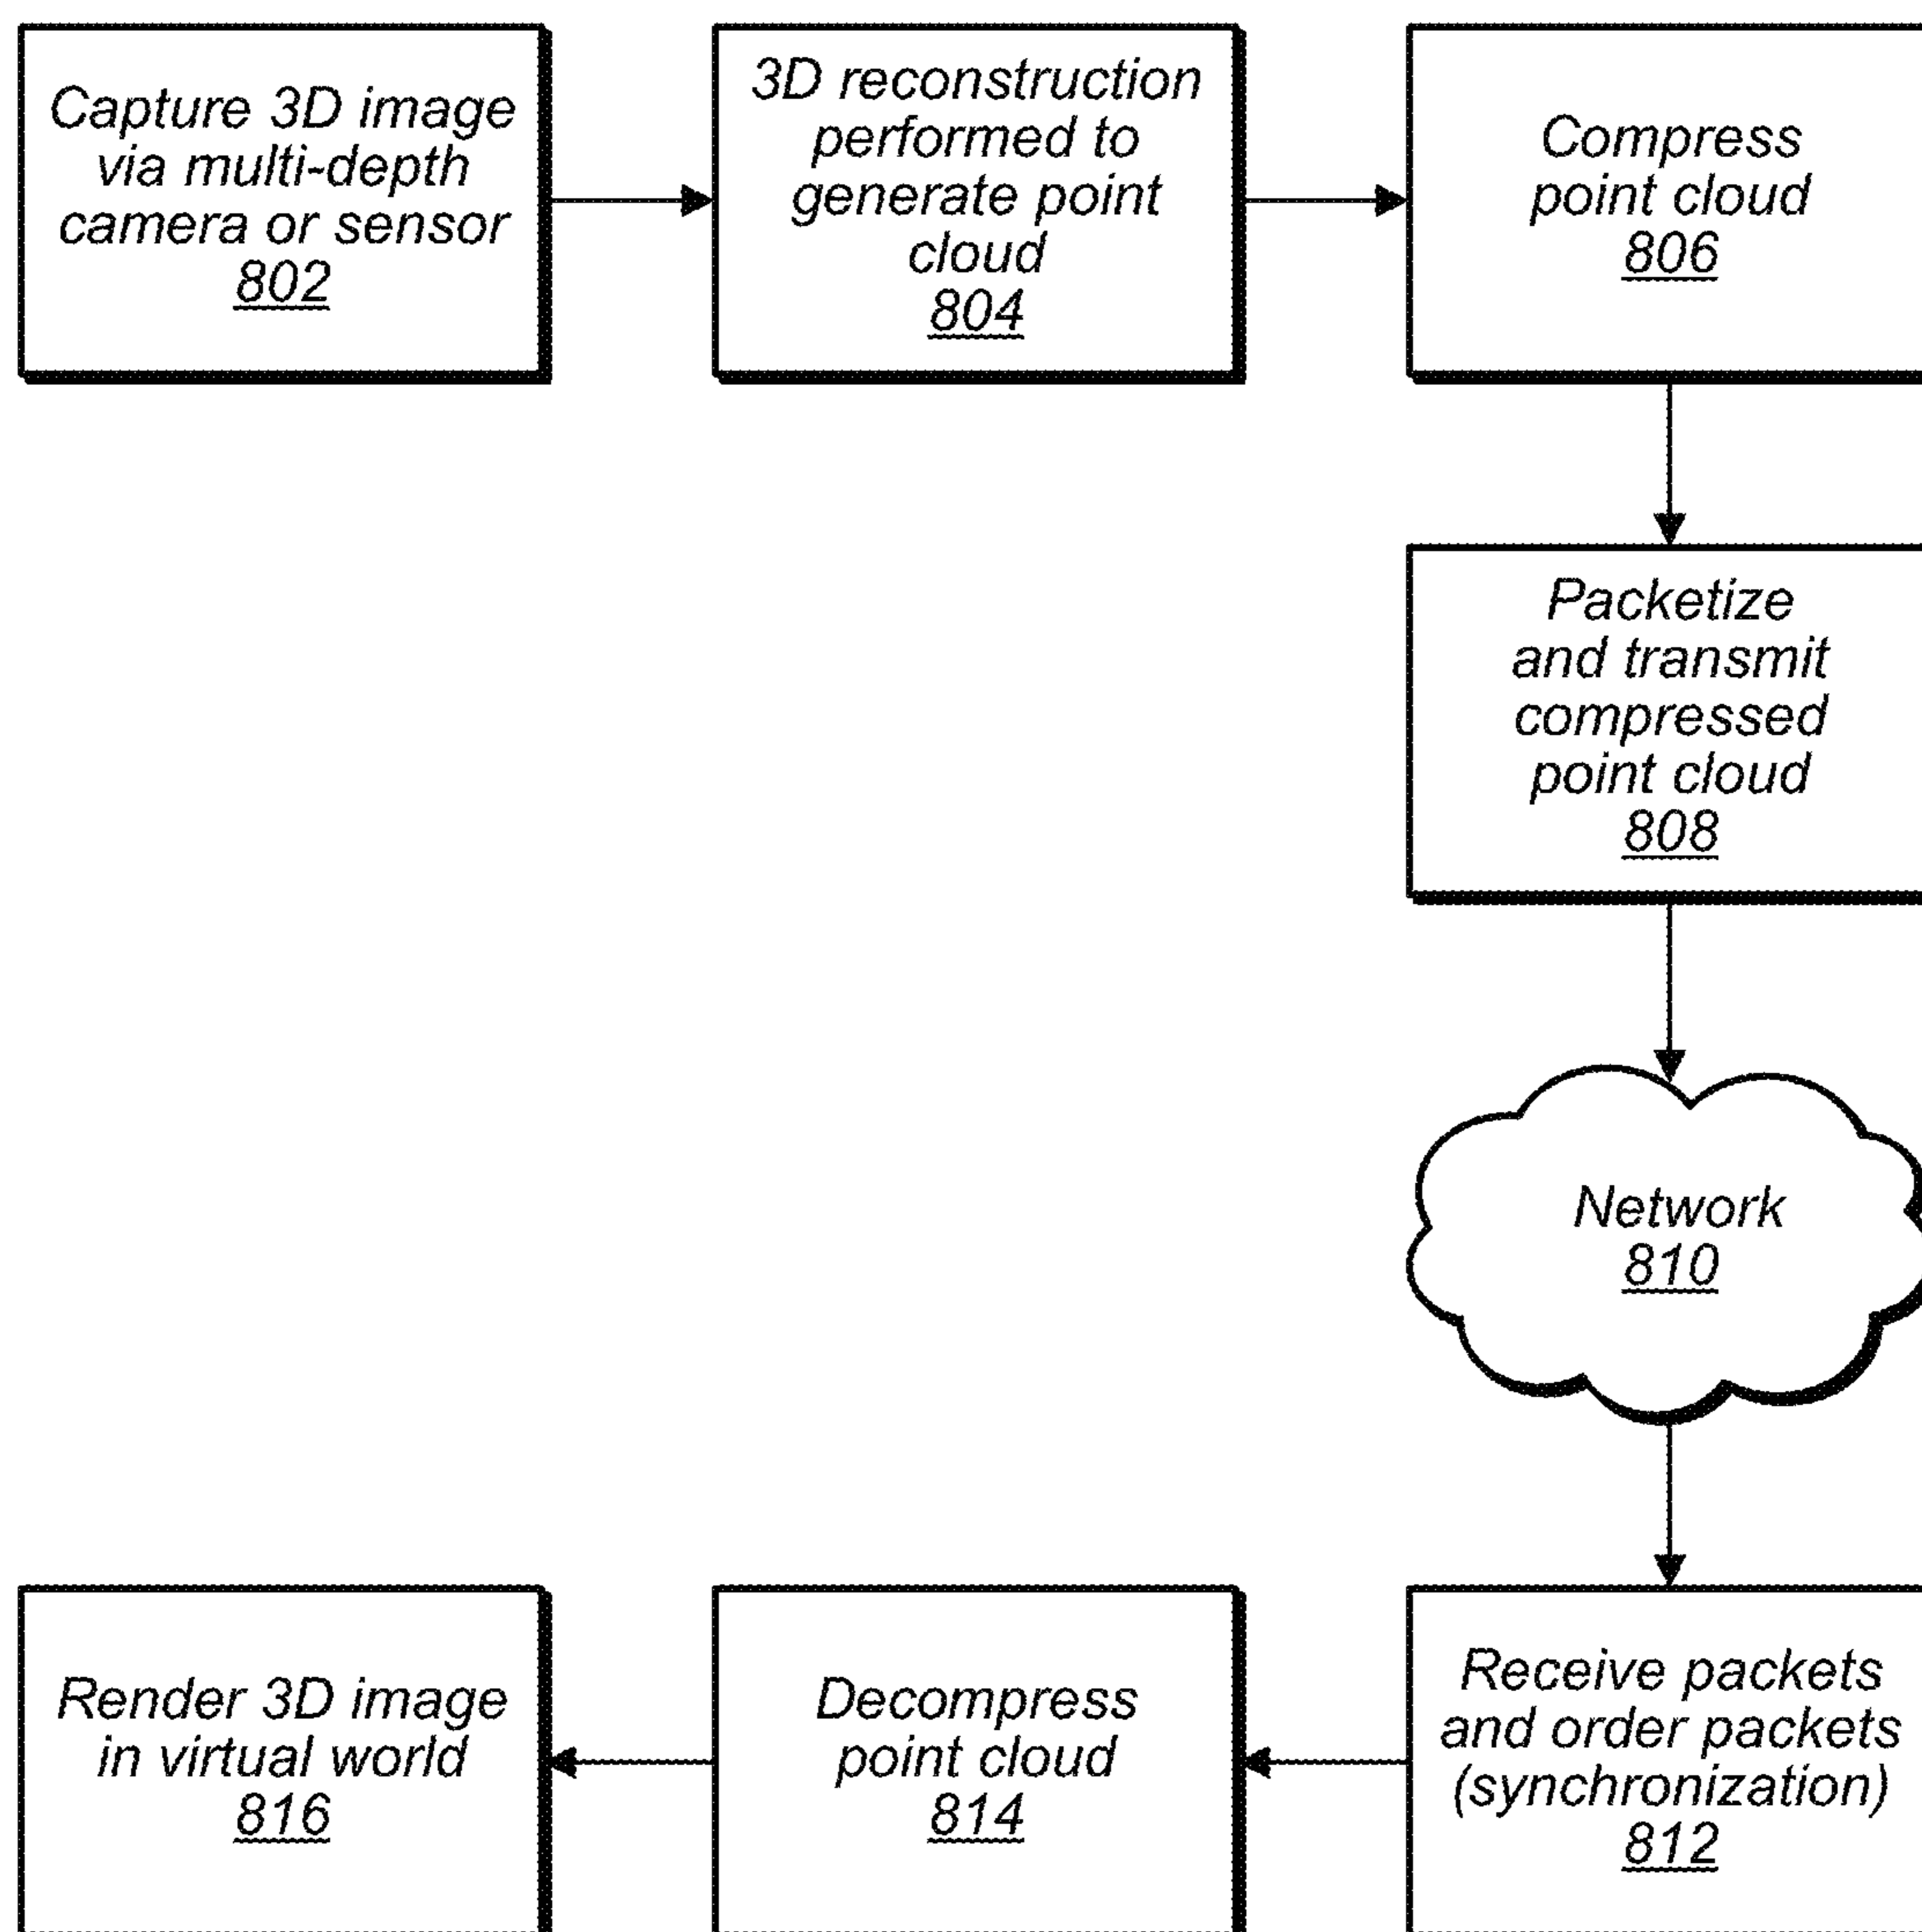 Capture 3D image
via multi-depth
camera or sensor
802
3D reconstruction
performed to
generate point
cloud
804
Compress
point cloud
806
Packetize
and transmit
compressed
point cloud
808
Network
810
Receive packets
and order packets
(synchronization)
812
Decompress
point cloud
814
Render 3D image
in virtual world
816